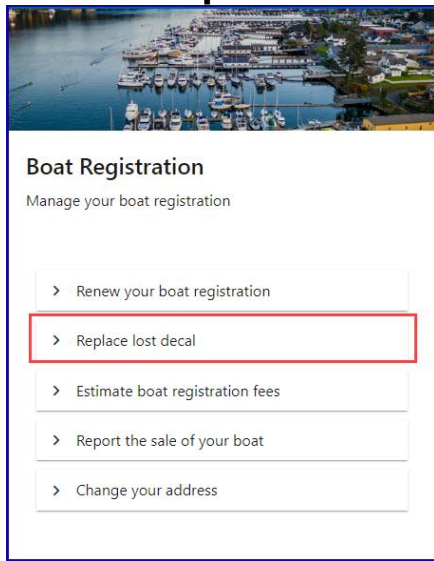 Boat Registration
Manage your boat registration
Renew your boat registration
Replace lost decal
Estimate boat registration fees
Report the sale of your boat
Change your address